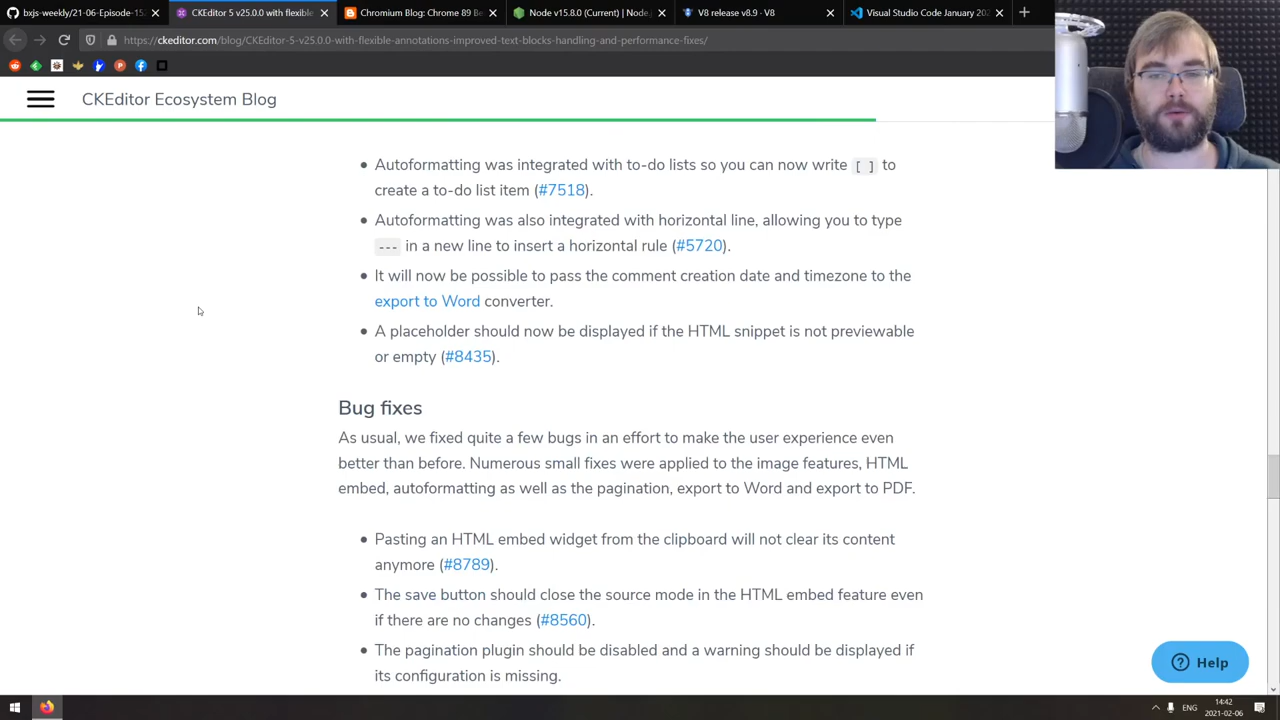 bxjs-weekly/21-06-Episode-15
CKEditor 5 v25.0.0 with flexible
Chromium Blog: Chrome 89 Be
Node v15.8.0 (Current) | Node.
V8 release v8.9 · V8
Visual Studio Code January 202
https://ckeditor.com/blog/CKEditor-5-v25.0.0-with-flexible-annotations-improved-text-blocks-handling-and-performance-fixes/
CKEditor Ecosystem Blog
Autoformatting was integrated with to-do lists so you can now write [ ] to
create a to-do list item (#7518).
Autoformatting was also integrated with horizontal line, allowing you to type
--- in a new line to insert a horizontal rule (#5720).
It will now be possible to pass the comment creation date and timezone to the
export to Word converter.
A placeholder should now be displayed if the HTML snippet is not previewable
or empty (#8435).
Bug fixes
As usual, we fixed quite a few bugs in an effort to make the user experience even
better than before. Numerous small fixes were applied to the image features, HTML
embed, autoformatting as well as the pagination, export to Word and export to PDF.
Pasting an HTML embed widget from the clipboard will not clear its content
anymore (#8789).
The save button should close the source mode in the HTML embed feature even
if there are no changes (#8560).
The pagination plugin should be disabled and a warning should be displayed if
its configuration is missing.
Help
ENG
14:42
2021-02-06